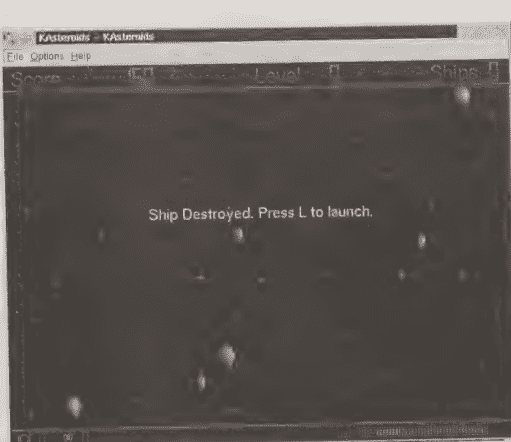 KAsteroids - KAsteroids
File Options Help
Score Level Ships
Ship Destroyed. Press L to launch.